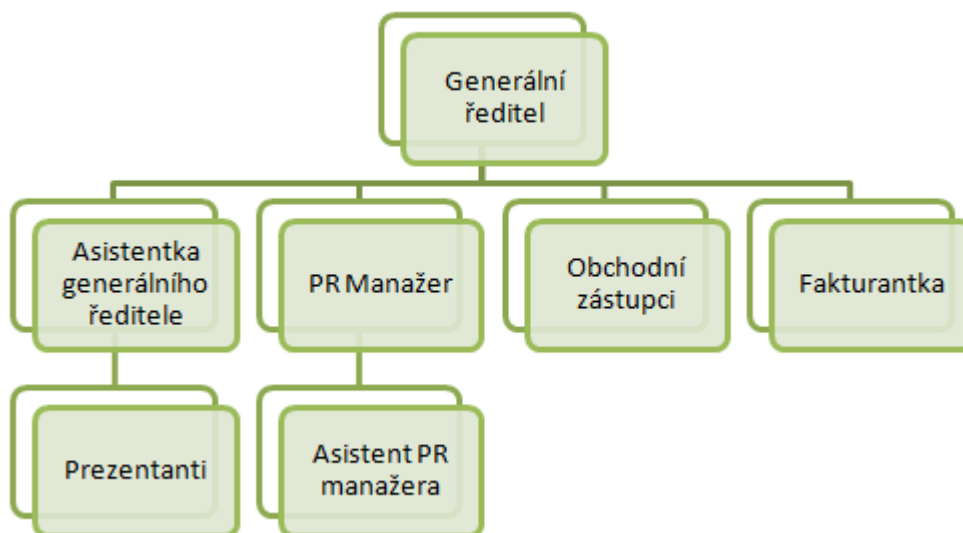 Generální
ředitel
Asistentka
generálního
ředitele
PR Manažer
Obchodní
zástupci
Fakturantka
Prezentanti
Asistent PR
manažera